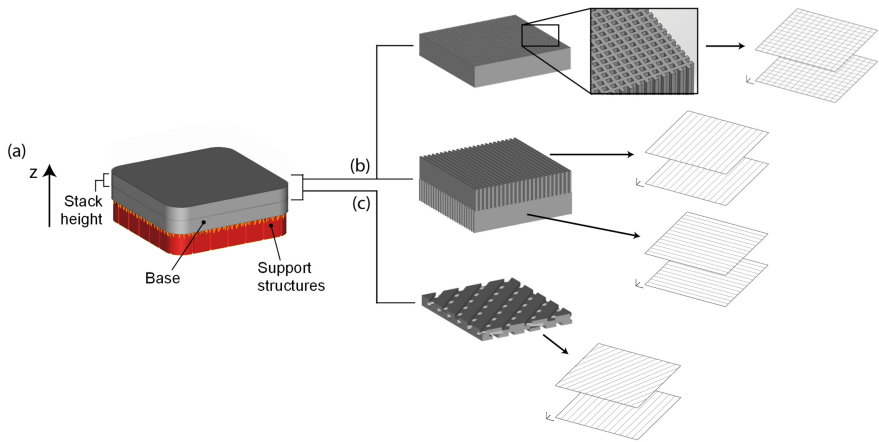 (a)
z
Stack
height
Base
Support
structures
(b)
(c)